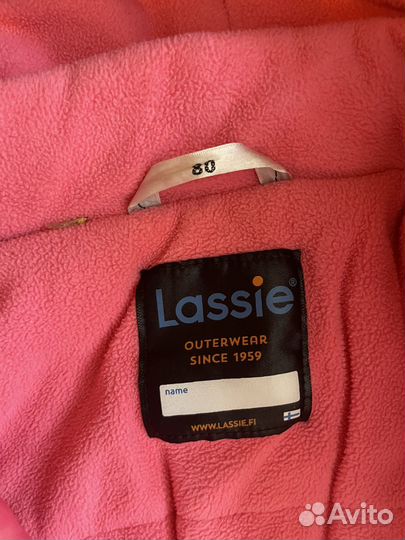 80
Lassie®
OUTERWEAR
SINCE 1959
name
WWW.LASSIE.FI
Avito